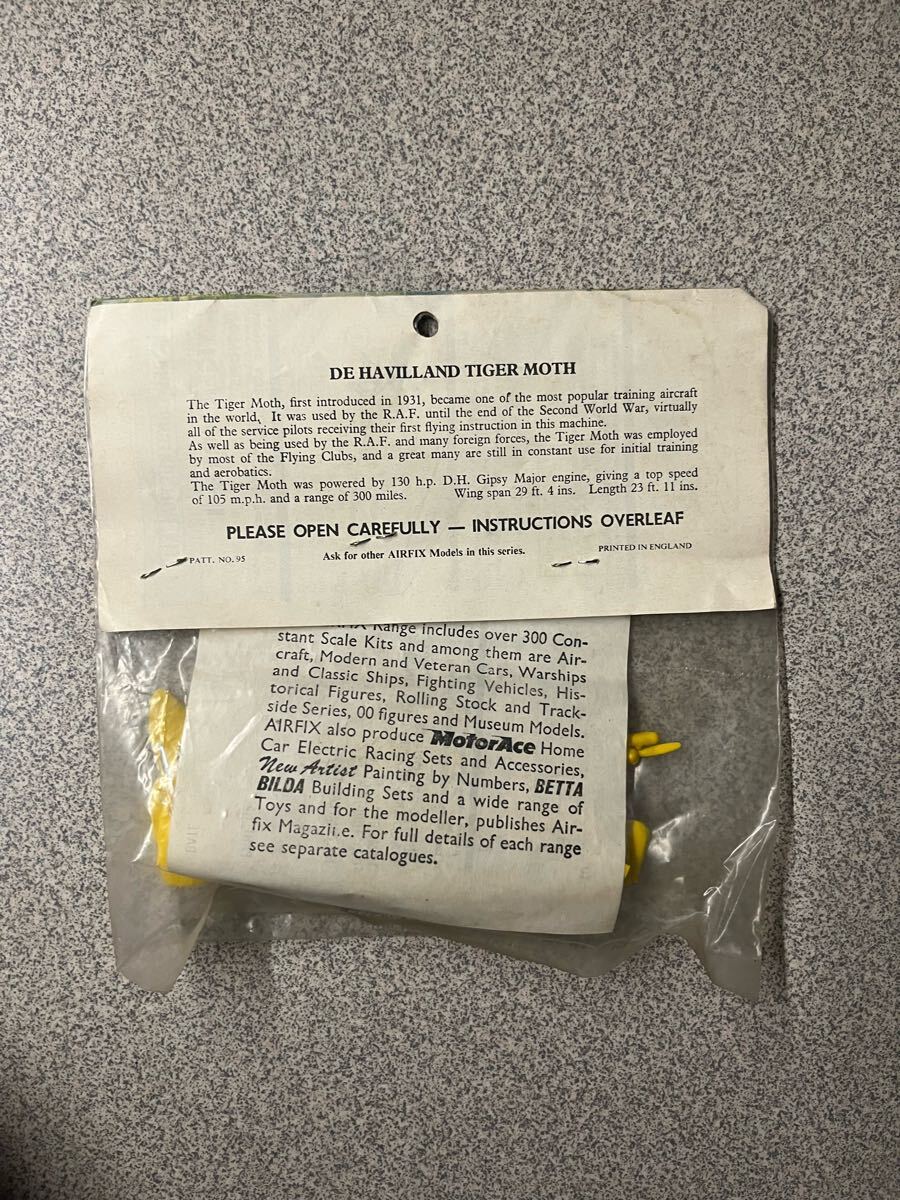 DE HAVILLAND TIGER MOTH
The Tiger Moth, first introduced in 1931, became one of the most popular training aircraft
in the world. It was used by the R.A.F. until the end of the Second World War, virtually
all of the service pilots receiving their first flying instruction in this machine.
As well as being used by the R.A.F. and many foreign forces, the Tiger Moth was employed
by most of the Flying Clubs, and a great many are still in constant use for initial training
and aerobatics.
The Tiger Moth was powered by 130 h.p. D.H. Gipsy Major engine, giving a top speed
of 105 m.p.h. and a range of 300 miles. Wing span 29 ft. 4 ins. Length 23 ft. 11 ins.
PLEASE OPEN CAREFULLY — INSTRUCTIONS OVERLEAF
PATT. NO. 95 Ask for other AIRFIX Models in this series. PRINTED IN ENGLAND
Range includes over 300 Con-
stant Scale Kits and among them are Air-
craft, Modern and Veteran Cars, Warships
and Classic Ships, Fighting Vehicles, His-
torical Figures, Rolling Stock and Track-
side Series, 00 figures and Museum Models.
AIRFIX also produce MotorAce Home
Car Electric Racing Sets and Accessories,
New Artist Painting by Numbers, BETTA
BILDA Building Sets and a wide range of
Toys and for the modeller, publishes Air-
fix Magazine. For full details of each range
see separate catalogues.